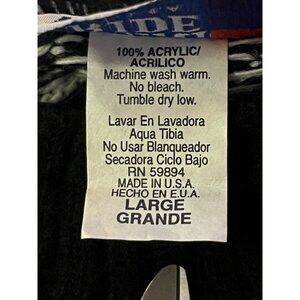 100% ACRYLIC/
ACRILICO
Machine wash warm.
No bleach.
Tumble dry low.
Lavar En Lavadora
Aqua Tibia
No Usar Blanqueador
Secadora Ciclo Bajo
RN 59894
MADE IN U.S.A.
HECHO EN E.U.A.
LARGE
GRANDE